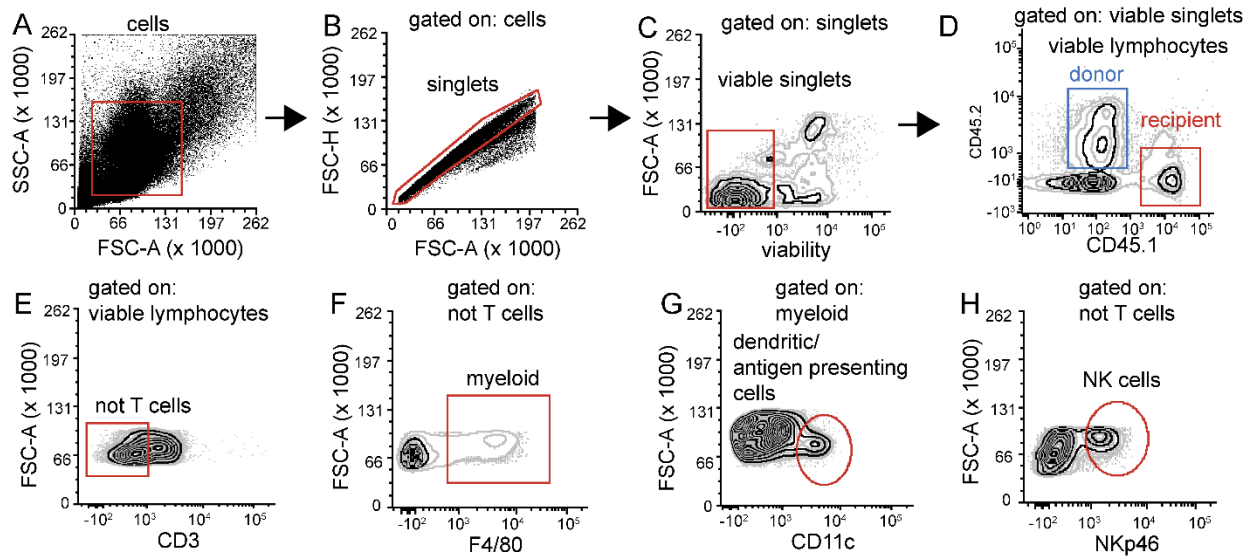 A
cells
SSC-A (x 1000)
262
197
131
66
0
66 131 197 262
FSC-A (x 1000)
B
gated on: cells
singlets
FSC-H (x 1000)
262
197
131
66
0
0 66 131 197 262
FSC-A (x 1000)
C
gated on: singlets
viable singlets
FSC-A (x 1000)
262
197
131
66
0
-10² 10³ 10⁴ 10⁵
viability
D
gated on: viable singlets
viable lymphocytes
donor
recipient
CD45.2
10⁵
10⁴
10³
-10¹
-10³
10⁰ 10¹ 10² 10³ 10⁴ 10⁵
CD45.1
E
gated on:
viable lymphocytes
not T cells
FSC-A (x 1000)
262
197
131
66
0
-10² 10³ 10⁴ 10⁵
CD3
F
gated on:
not T cells
myeloid
FSC-A (x 1000)
262
197
131
66
0
-10² 10³ 10⁴ 10⁵
F4/80
G
gated on:
myeloid
dendritic/
antigen presenting
cells
FSC-A (x 1000)
262
197
131
66
0
-10² 10³ 10⁴ 10⁵
CD11c
H
gated on:
not T cells
NK cells
FSC-A (x 1000)
262
197
131
66
0
-10² 10³ 10⁴ 10⁵
NKp46